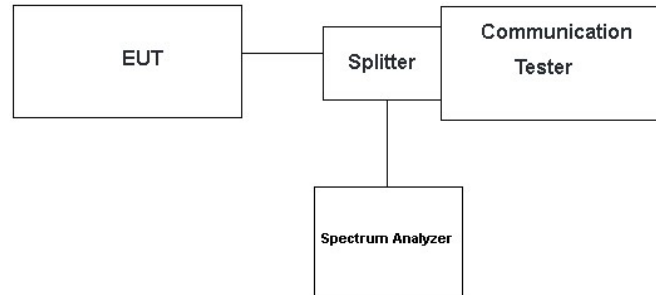 EUT
Splitter
Communication
Tester
Spectrum Analyzer